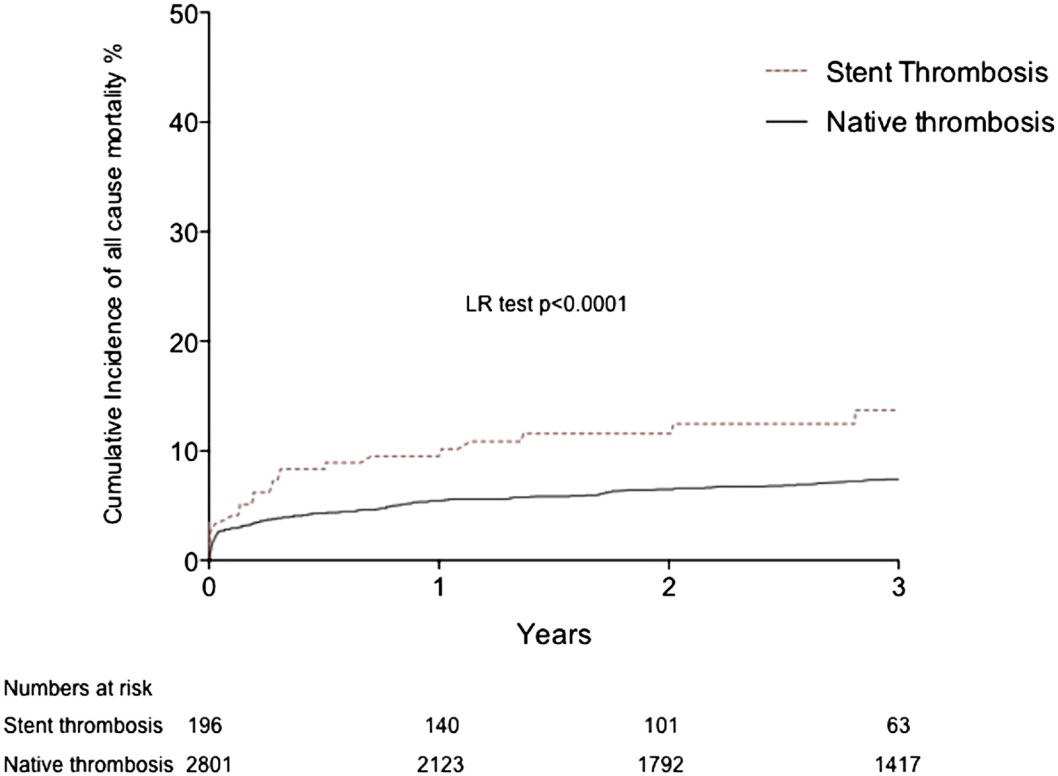 Cumulative Incidence of all cause mortality %
50
40
30
20
10
0
Stent Thrombosis
Native thrombosis
LR test p<0.0001
0 1 2 3
Years
Numbers at risk
Stent thrombosis 196 140 101 63
Native thrombosis 2801 2123 1792 1417